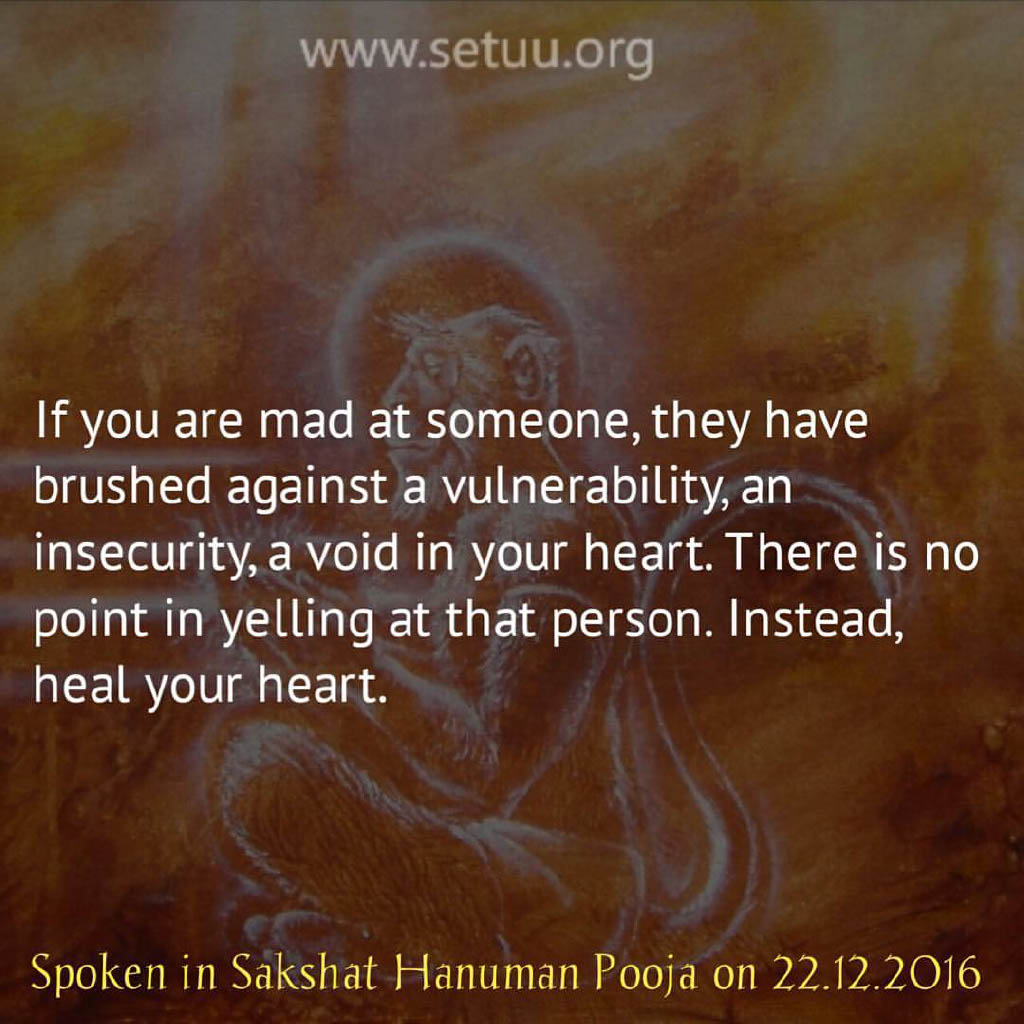 www.setuu.org
If you are mad at someone, they have
brushed against a vulnerability, an
insecurity, a void in your heart. There is no
point in yelling at that person. Instead,
heal your heart.
Spoken in Sakshat Hanuman Pooja on 22.12.2016